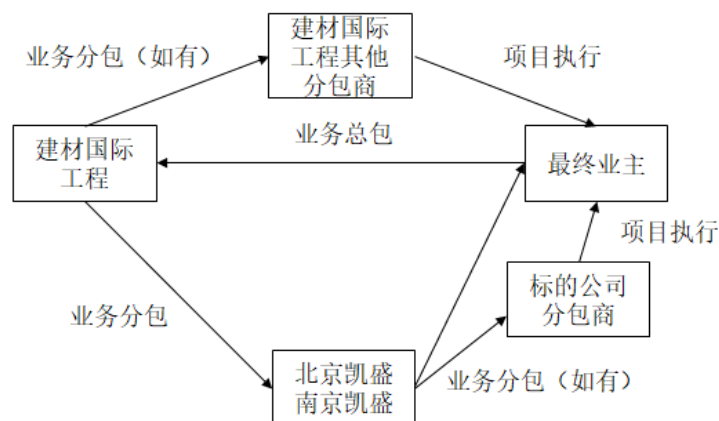 建材国际
工程其他
分包商
业务分包（如有）
项目执行
业务总包
建材国际
工程
最终业主
项目执行
标的公司
分包商
业务分包
北京凯盛
南京凯盛
业务分包（如有）